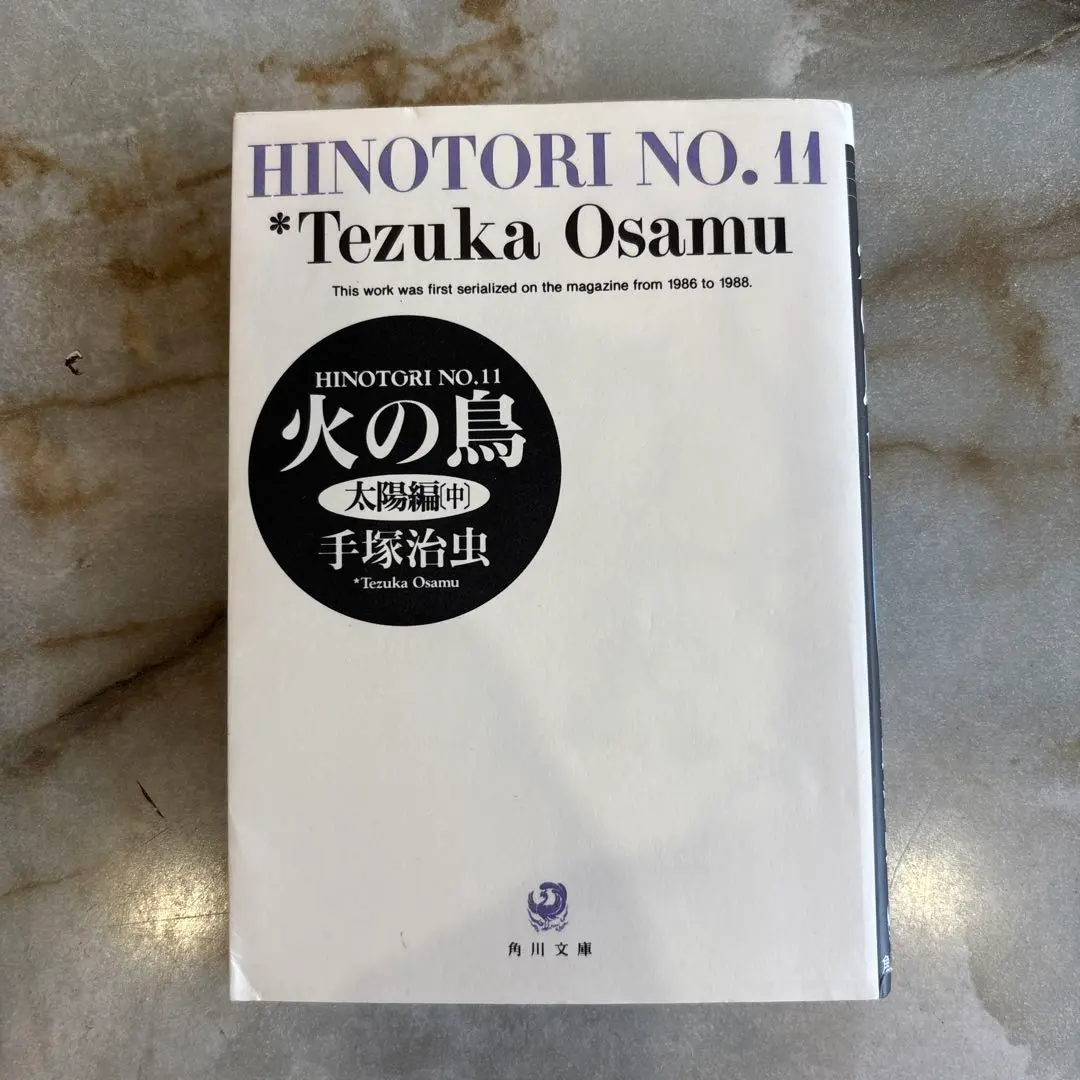 HINOTORI NO. 11
*Tezuka Osamu
This work was first serialized on the magazine from 1986 to 1988.
HINOTORI NO.11
火の鳥
太陽編〔中〕
手塚治虫
*Tezuka Osamu
角川文庫